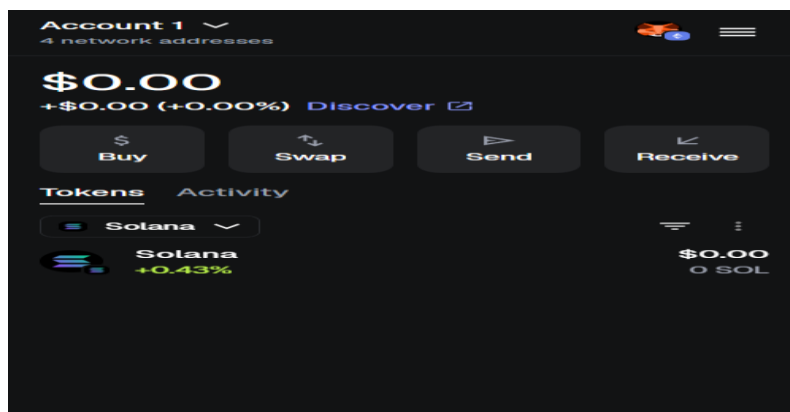 Account 1
4 network addresses
$0.00
+$0.00 (+0.00%) Discover
$
Buy Swap Send Receive
Tokens Activity
Solana
Solana $0.00
+0.43% 0 SOL